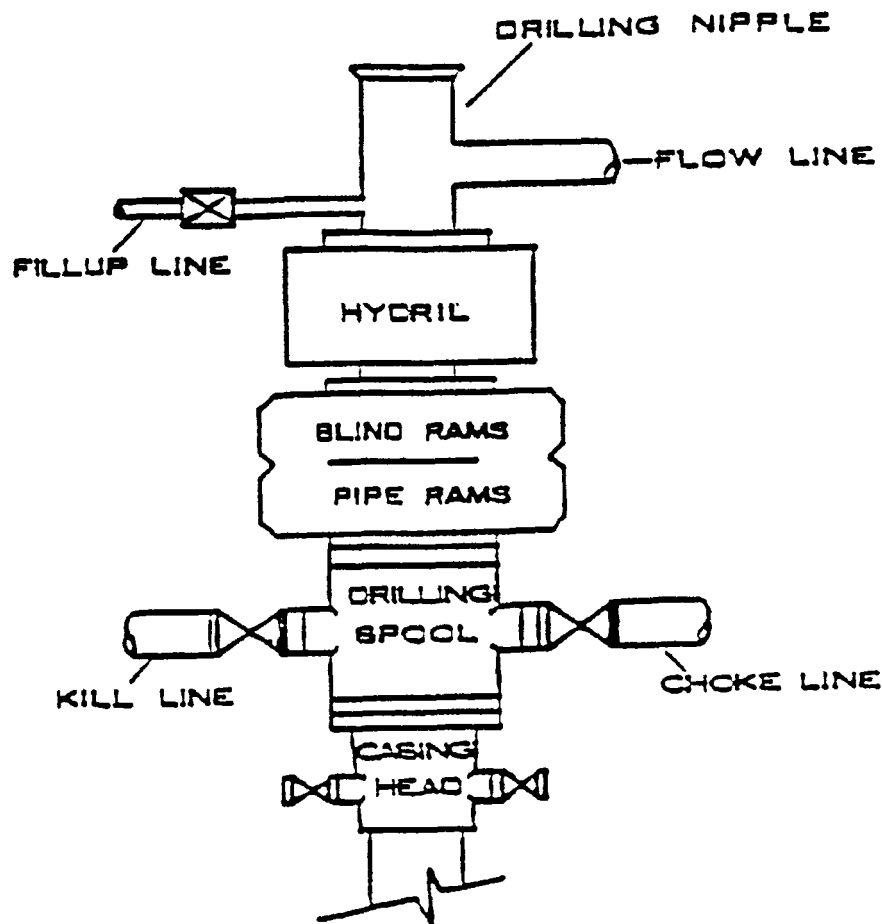 DRILLING NIPPLE
FLOW LINE
FILLUP LINE
HYDRIL
BLIND RAMS
PIPE RAMS
DRILLING
SPOOL
KILL LINE
CHOKE LINE
CASING
HEAD